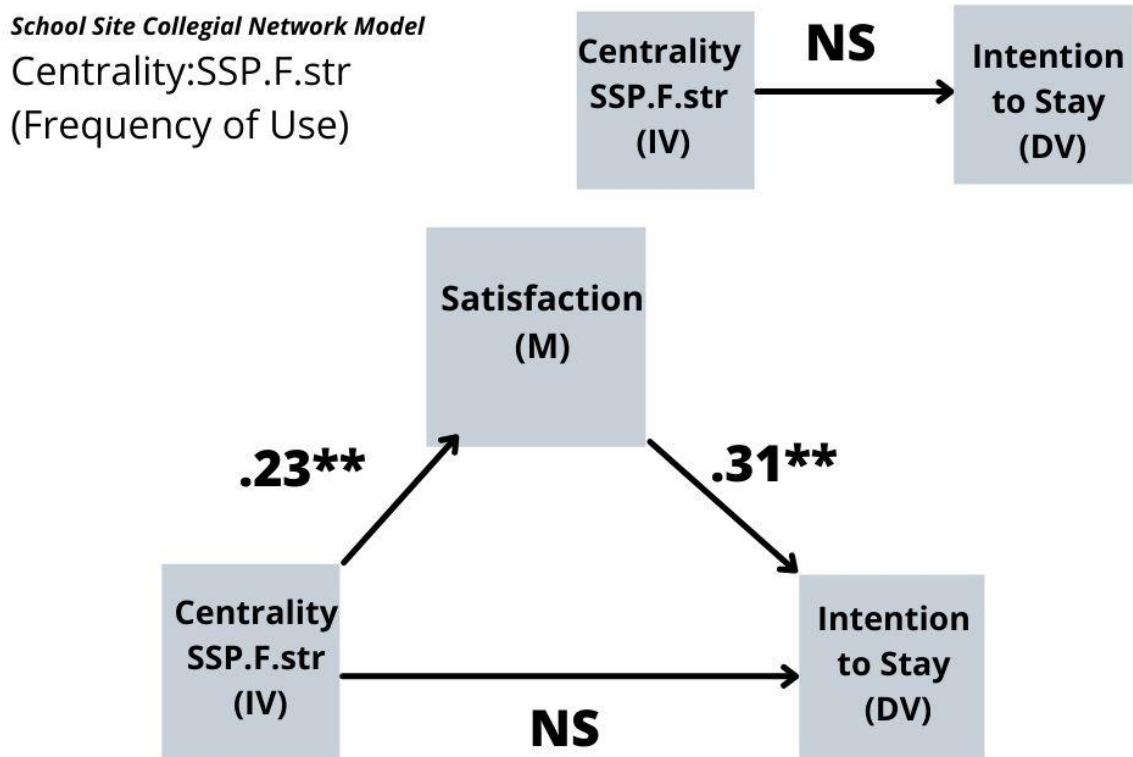 School Site Collegial Network Model
Centrality:SSP.F.str
(Frequency of Use)
Centrality
SSP.F.str
(IV)
NS
Intention
to Stay
(DV)
Satisfaction
(M)
.23**
.31**
Centrality
SSP.F.str
(IV)
NS
Intention
to Stay
(DV)